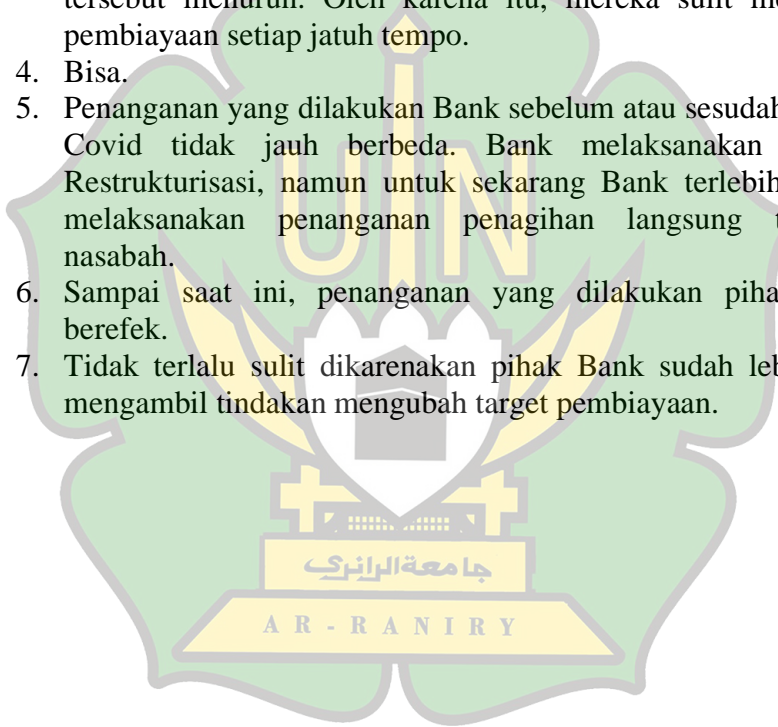 tersebut menurun. Oleh karena itu, mereka sulit
pembiayaan setiap jatuh tempo.
4. Bisa.
5. Penanganan yang dilakukan Bank sebelum atau sesudah
Covid tidak jauh berbeda. Bank melaksanakan
Restrukturisasi, namun untuk sekarang Bank terlebih
melaksanakan penanganan penagihan langsung
nasabah.
6. Sampai saat ini, penanganan yang dilakukan
berefek.
7. Tidak terlalu sulit dikarenakan pihak Bank sudah
mengambil tindakan mengubah target pembiayaan.
UIN
جامعة الرانري
AR-RANIRY